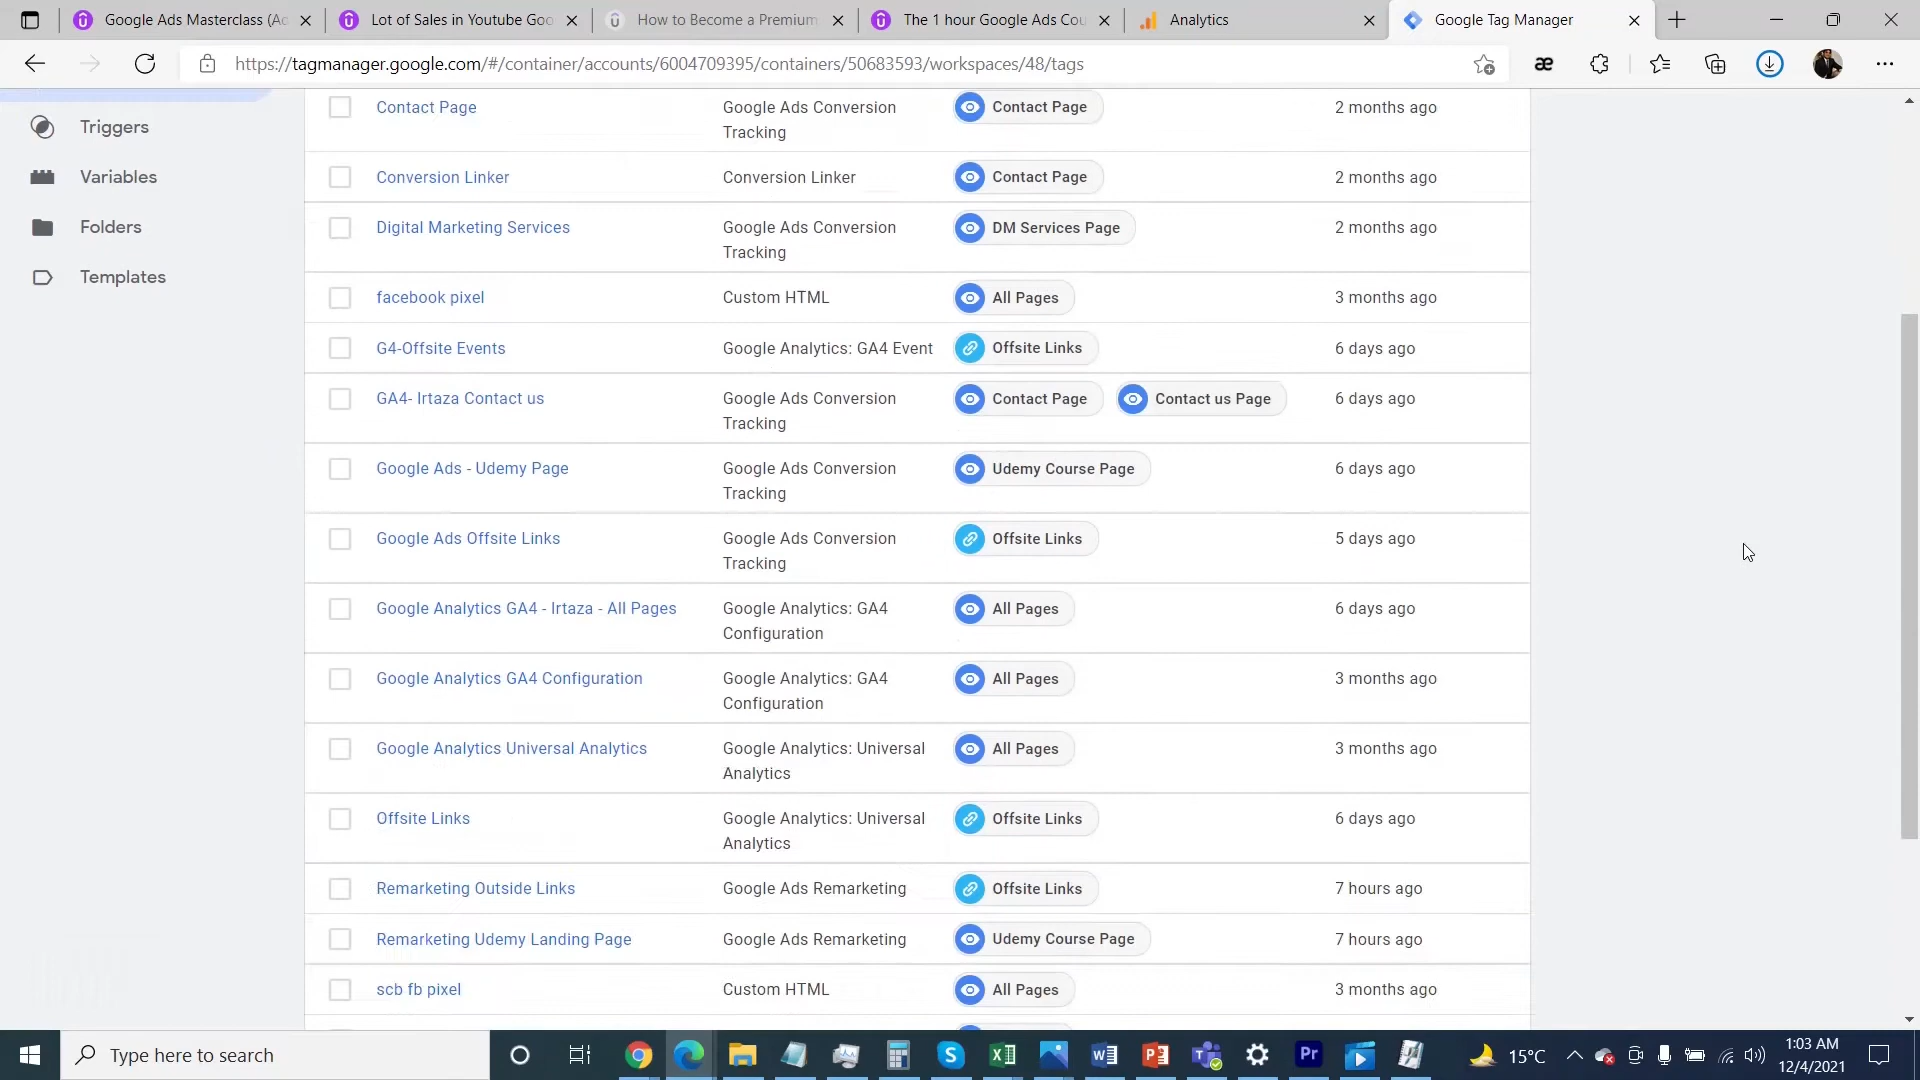 Google Ads Masterclass (Ad
Lot of Sales in Youtube Goo
How to Become a Premium
The 1 hour Google Ads Cou
Analytics
Google Tag Manager
https://tagmanager.google.com/#/container/accounts/6004709395/containers/50683593/workspaces/48/tags
Triggers
Variables
Folders
Templates
Contact Page
Google Ads Conversion
Tracking
Contact Page
2 months ago
Conversion Linker
Conversion Linker
Contact Page
2 months ago
Digital Marketing Services
Google Ads Conversion
Tracking
DM Services Page
2 months ago
facebook pixel
Custom HTML
All Pages
3 months ago
G4-Offsite Events
Google Analytics: GA4 Event
Offsite Links
6 days ago
GA4- Irtaza Contact us
Google Ads Conversion
Tracking
Contact Page
Contact us Page
6 days ago
Google Ads - Udemy Page
Google Ads Conversion
Tracking
Udemy Course Page
6 days ago
Google Ads Offsite Links
Google Ads Conversion
Tracking
Offsite Links
5 days ago
Google Analytics GA4 - Irtaza - All Pages
Google Analytics: GA4
Configuration
All Pages
6 days ago
Google Analytics GA4 Configuration
Google Analytics: GA4
Configuration
All Pages
3 months ago
Google Analytics Universal Analytics
Google Analytics: Universal
Analytics
All Pages
3 months ago
Offsite Links
Google Analytics: Universal
Analytics
Offsite Links
6 days ago
Remarketing Outside Links
Google Ads Remarketing
Offsite Links
7 hours ago
Remarketing Udemy Landing Page
Google Ads Remarketing
Udemy Course Page
7 hours ago
scb fb pixel
Custom HTML
All Pages
3 months ago
Type here to search
15°C
1:03 AM
12/4/2021